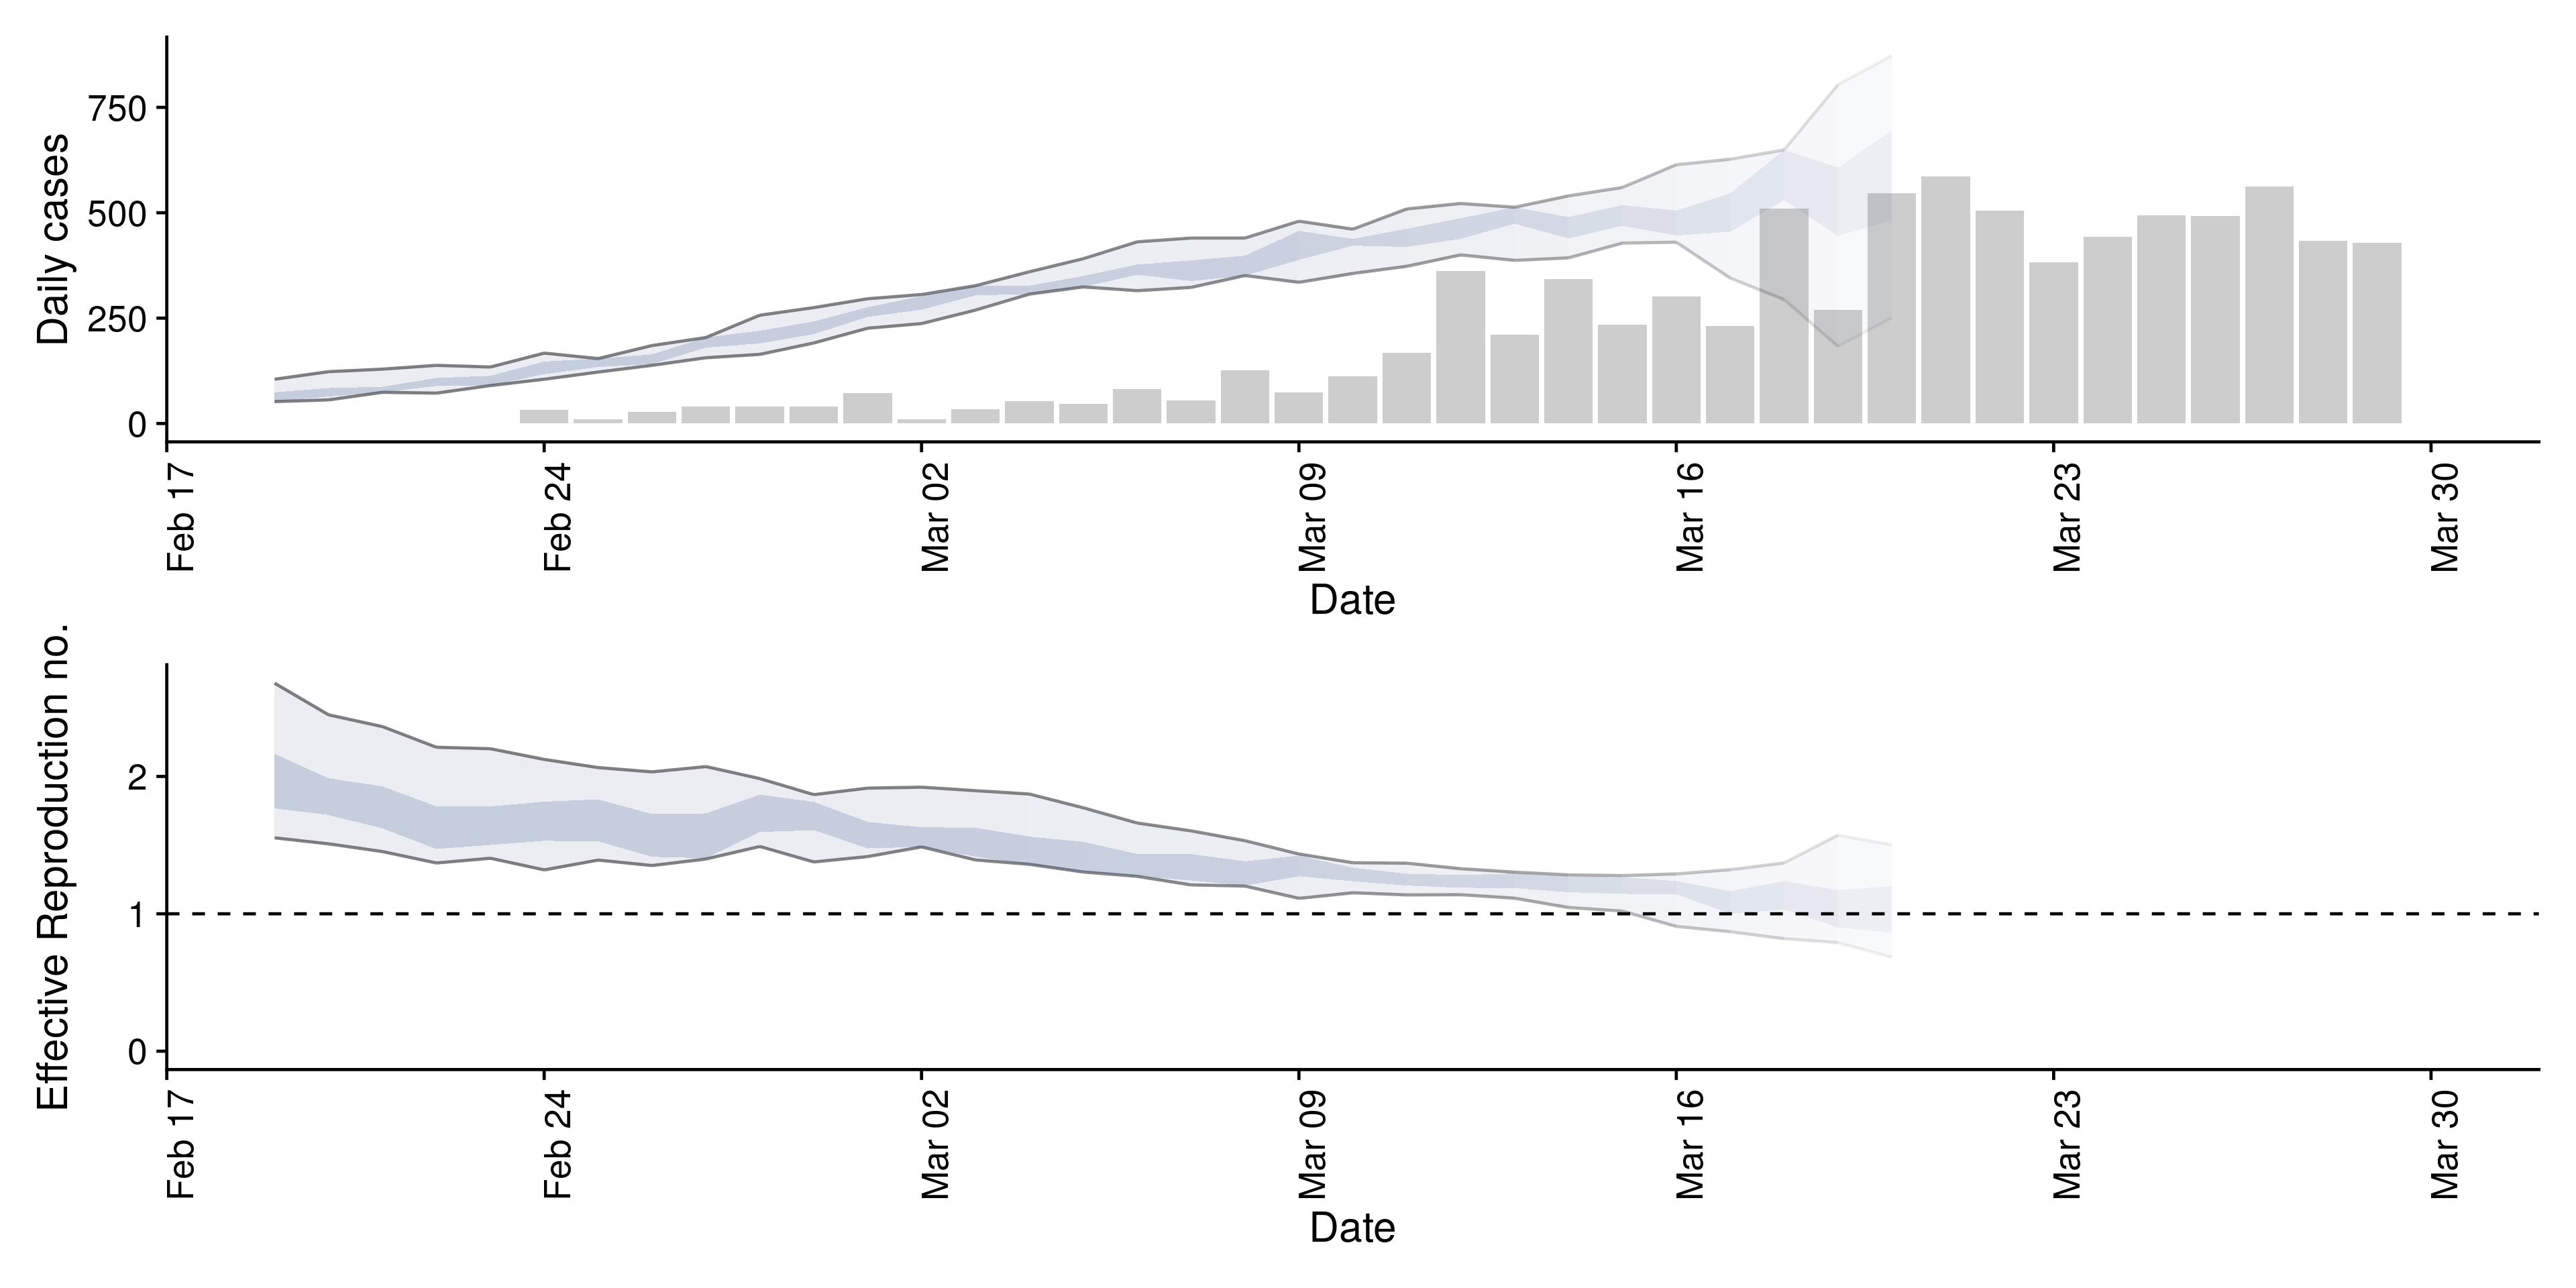 Daily cases
750
500
250
0
Feb 17
Feb 24
Mar 02
Mar 09
Mar 16
Mar 23
Mar 30
Date
Effective Reproduction no.
2
1
0
Feb 17
Feb 24
Mar 02
Mar 09
Mar 16
Mar 23
Mar 30
Date